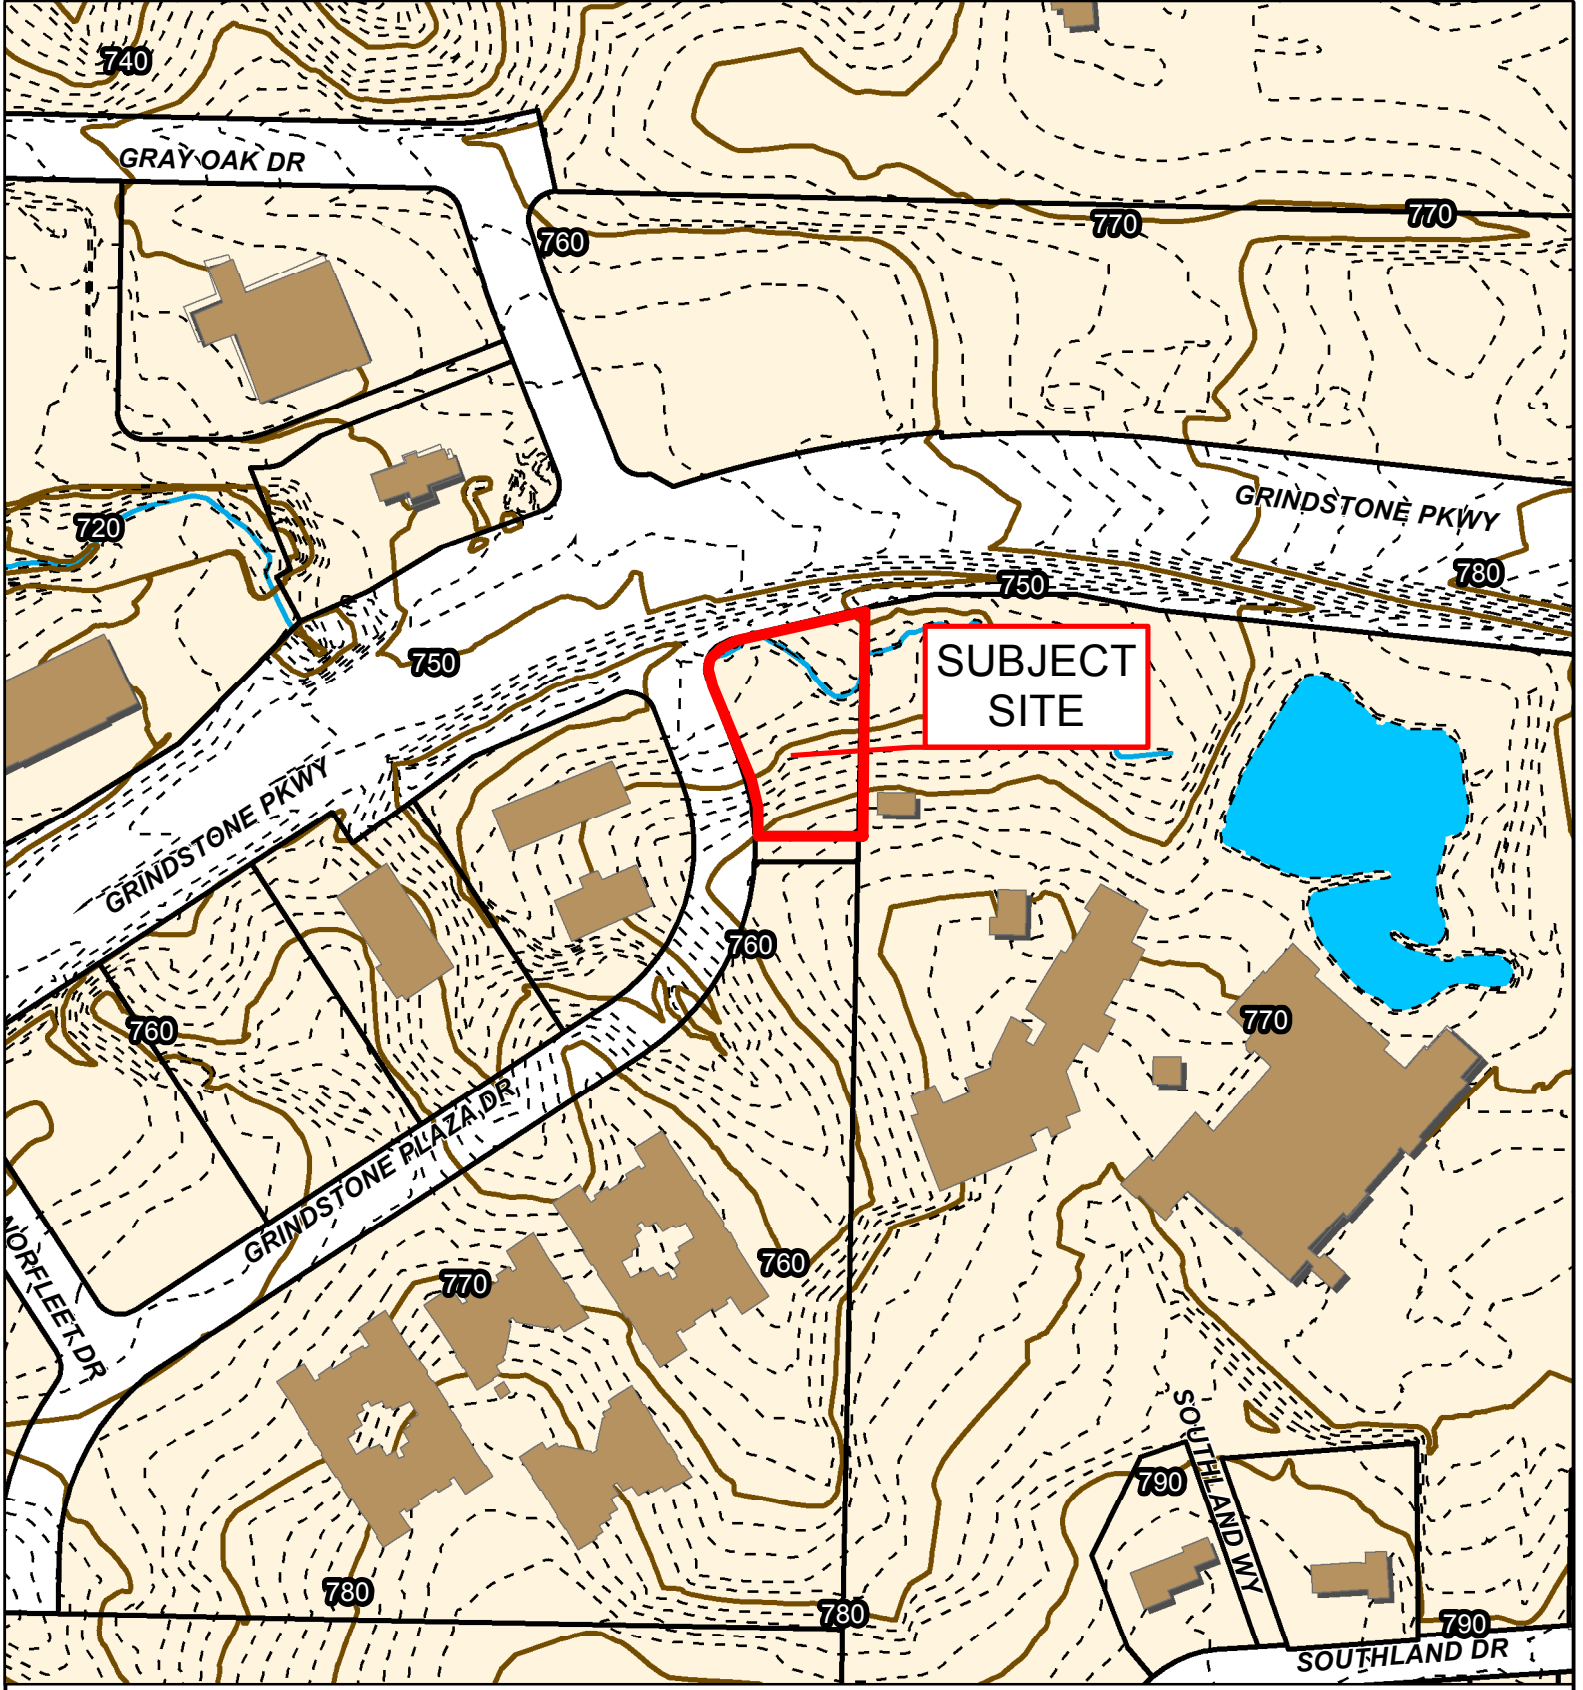 740
GRAY OAK DR
770
770
760
GRINDSTONE PKWY
720
780
750
SUBJECT
SITE
750
GRINDSTONE PKWY
760
770
760
GRINDSTONE PLAZA DR
NORFLEET DR
760
770
SOUTHLAND WY
790
780
780
790
SOUTHLAND DR